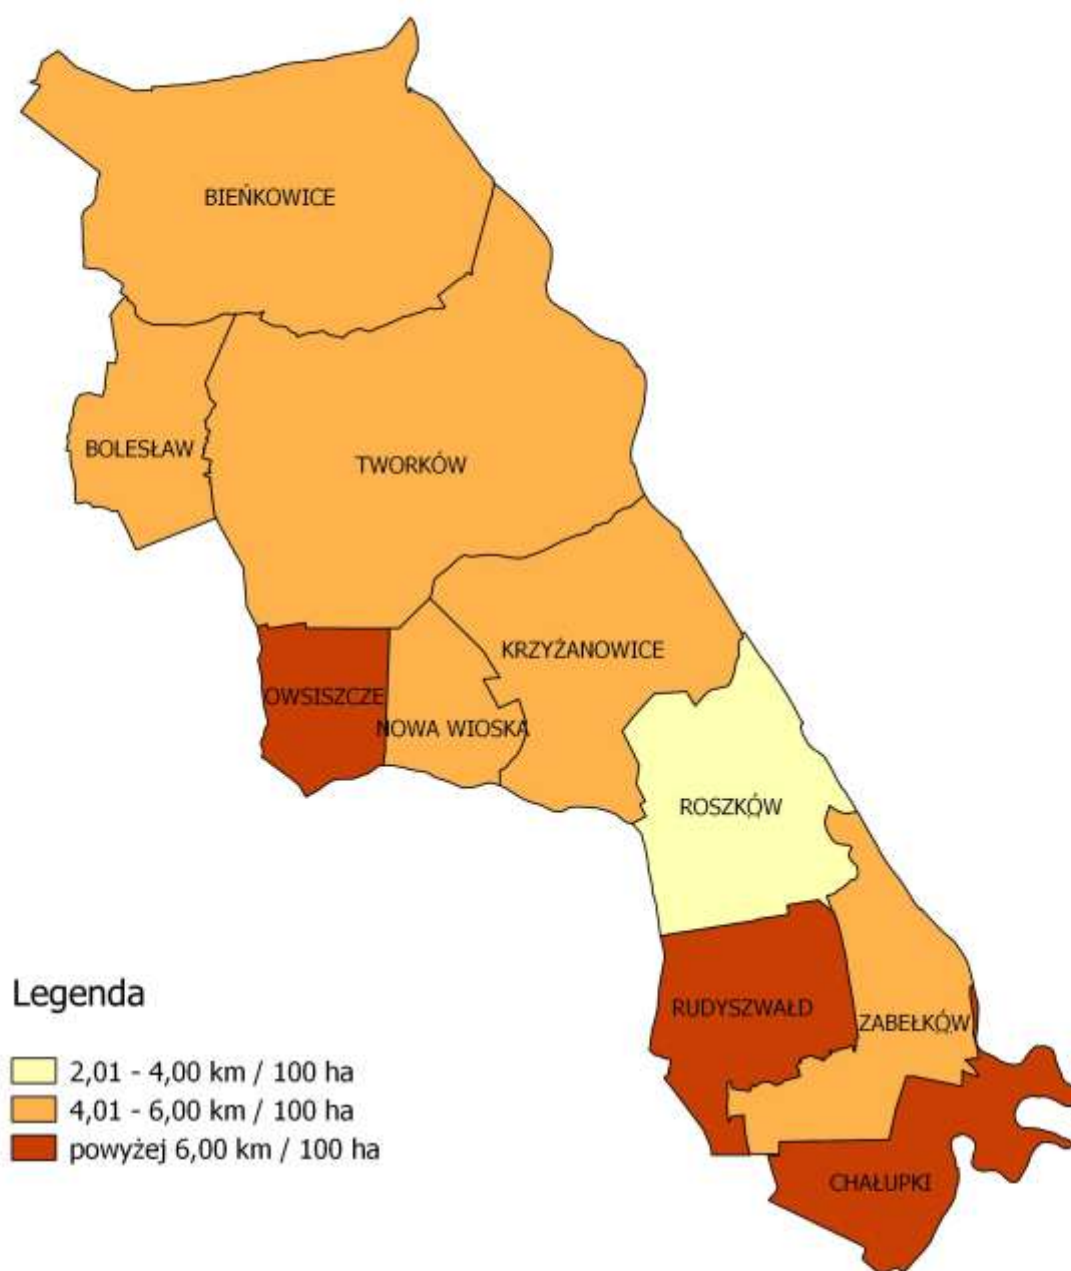 BIEŃKOWICE
BOLESŁAW
TWORKÓW
KRZYŻANOWICE
OWSISZCZE
NOWA WIOSKA
ROSZKÓW
RUDYSZWAŁD
ZABEŁKÓW
CHAŁUPKI
Legenda
2,01 - 4,00 km / 100 ha
4,01 - 6,00 km / 100 ha
powyżej 6,00 km / 100 ha